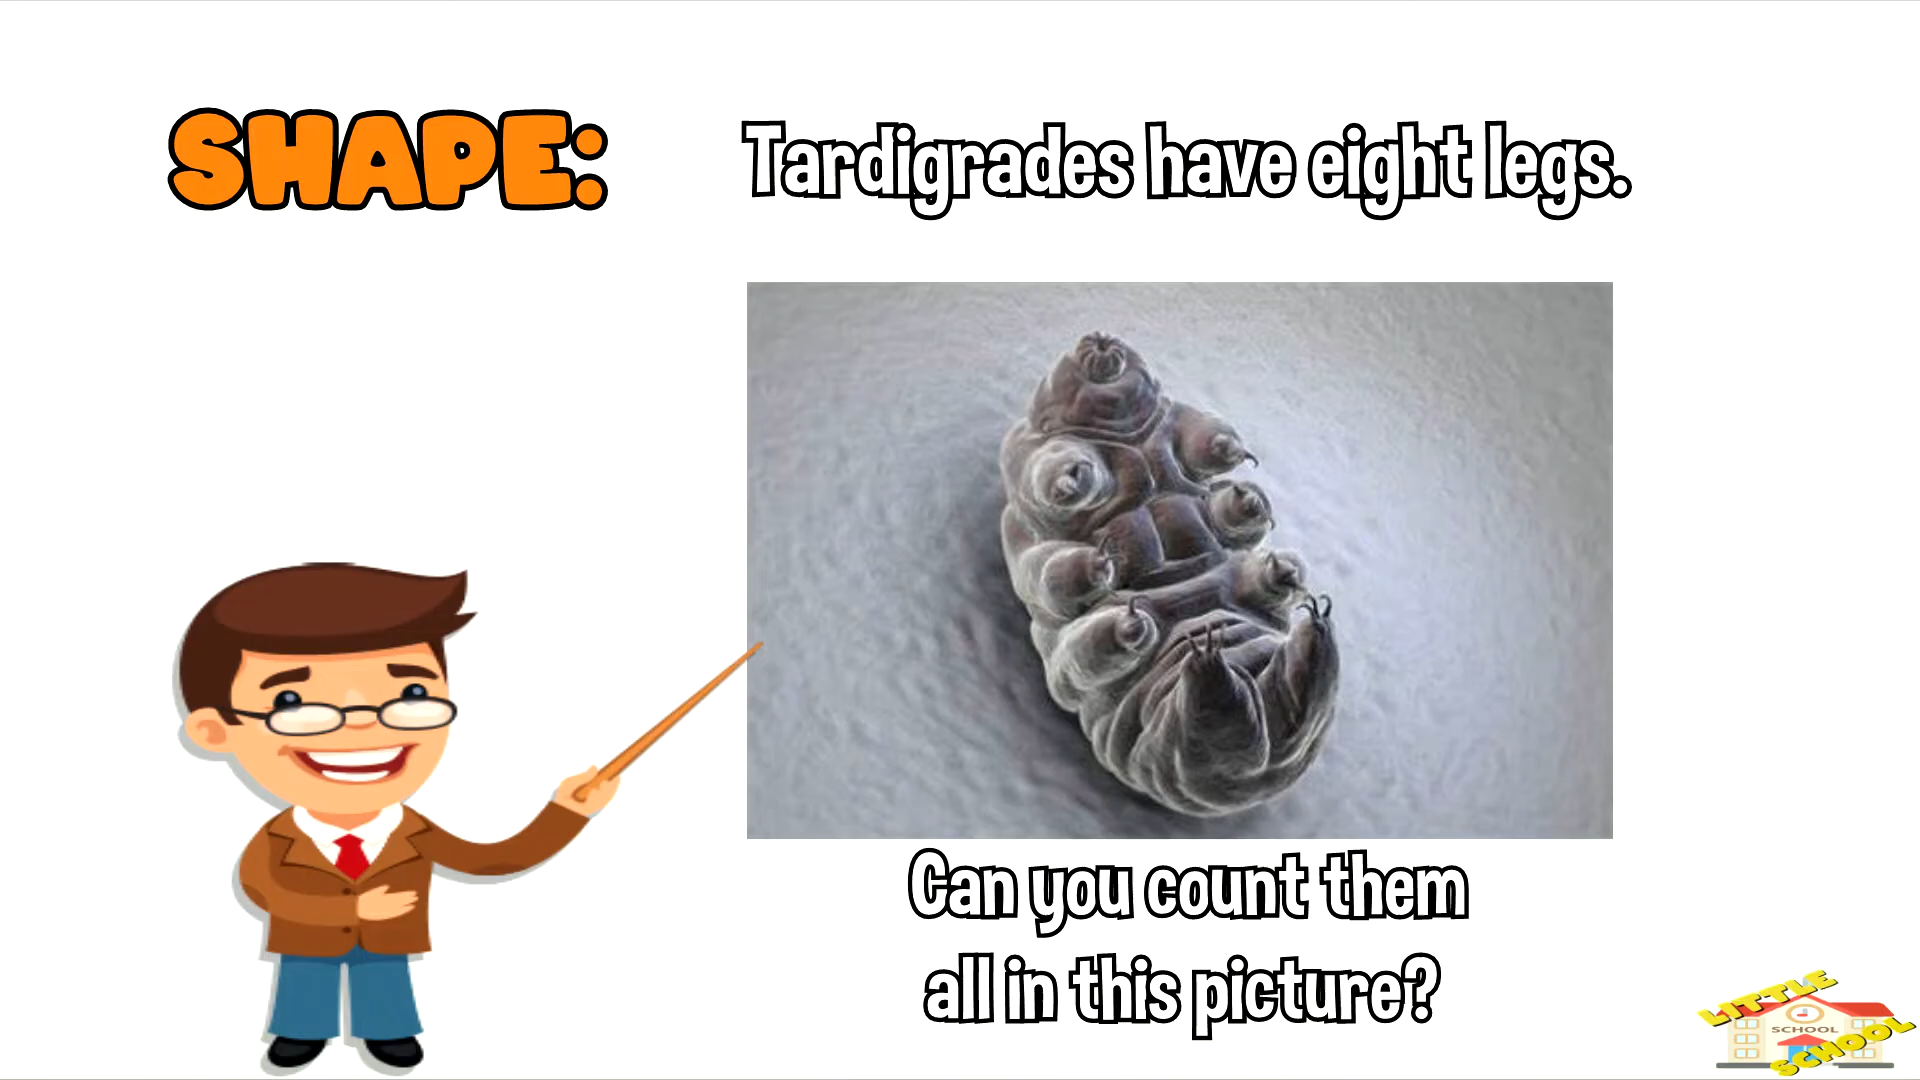 SHAPE:
Tardigrades have eight legs.
Can you count them
all in this picture?
LITTLE
SCHOOL
SCHOOL